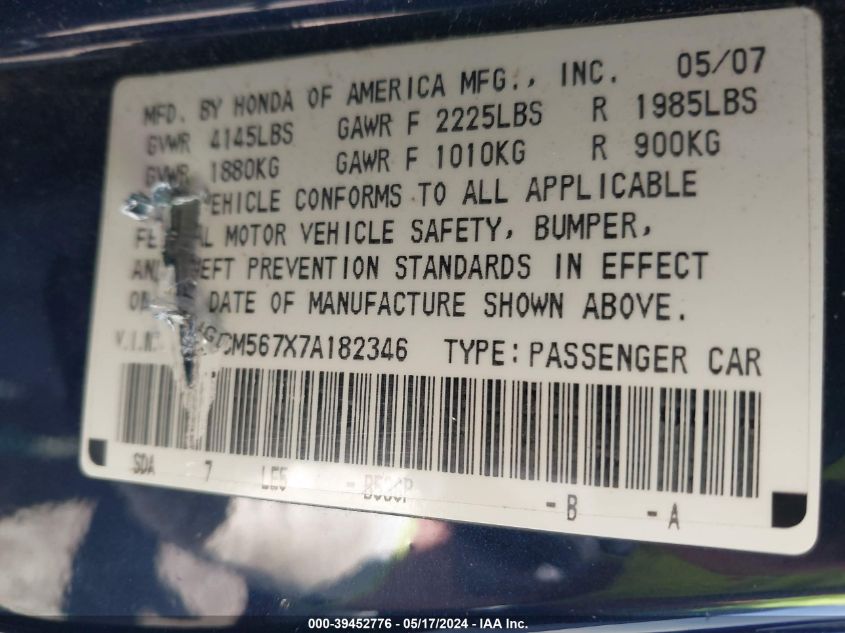 MFD. BY HONDA OF AMERICA MFG., INC. 05/07
GVWR 4145LBS GAWR F 2225LBS R 1985LBS
GVWR 1880KG GAWR F 1010KG R 900KG
VEHICLE CONFORMS TO ALL APPLICABLE
MOTOR VEHICLE SAFETY, BUMPER,
PREVENTION STANDARDS IN EFFECT
DATE OF MANUFACTURE SHOWN ABOVE.
V.I.N. CM567X7A182346 TYPE: PASSENGER CAR
SDA 7 LE5 - B536P - B - A
000-39452776 - 05/17/2024 - IAA Inc.